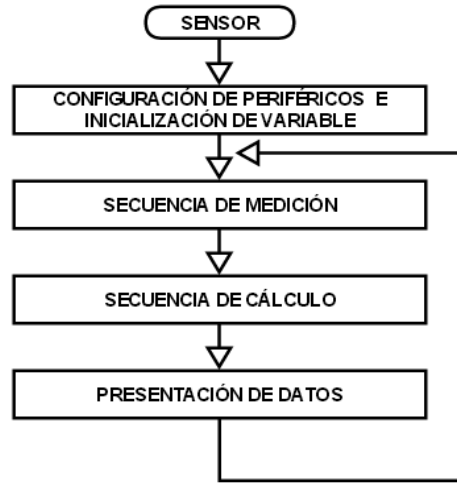 SENSOR
CONFIGURACIÓN DE PERIFÉRICOS E
INICIALIZACIÓN DE VARIABLE
SECUENCIA DE MEDICIÓN
SECUENCIA DE CÁLCULO
PRESENTACIÓN DE DATOS